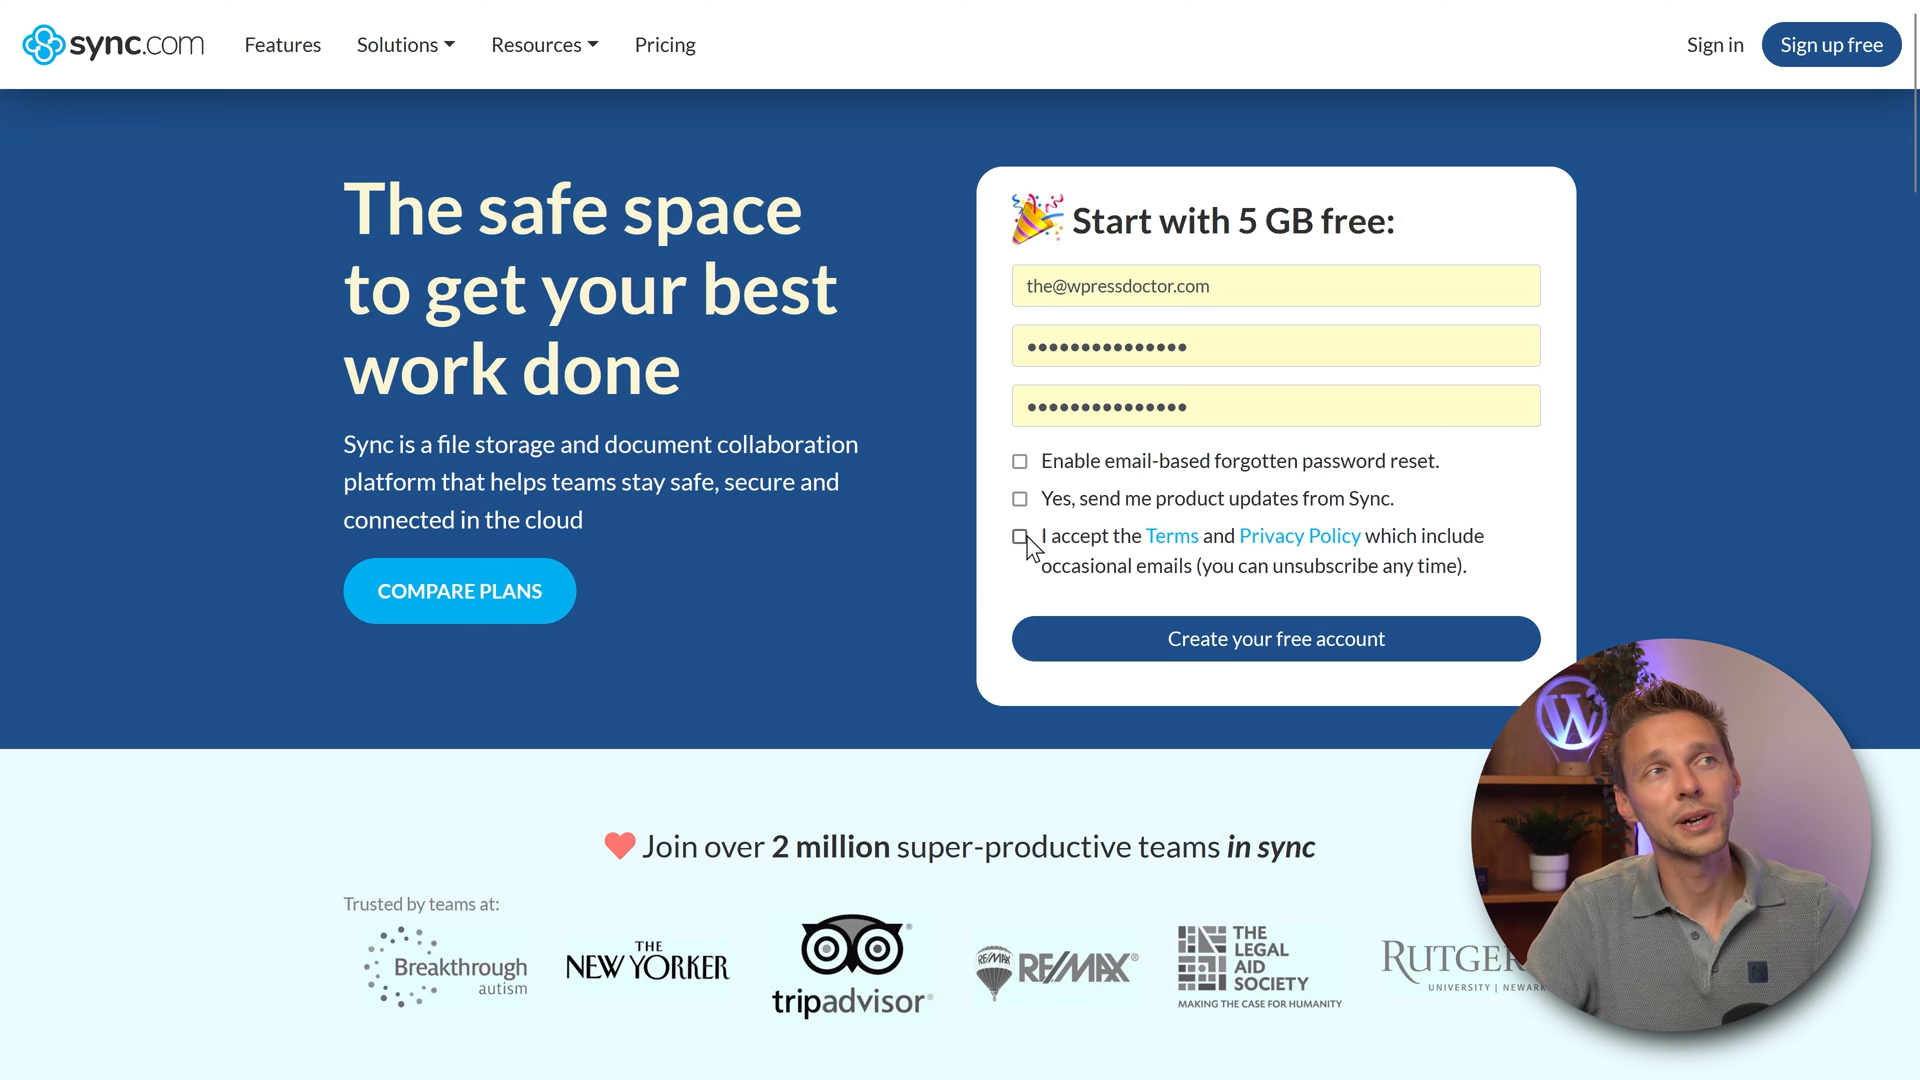 sync.com
Features
Solutions
Resources
Pricing
Sign in
Sign up free
The safe space
to get your best
work done
Sync is a file storage and document collaboration
platform that helps teams stay safe, secure and
connected in the cloud
COMPARE PLANS
Start with 5 GB free:
the@wpressdoctor.com
•••••••••••••••
•••••••••••••••
Enable email-based forgotten password reset.
Yes, send me product updates from Sync.
I accept the Terms and Privacy Policy which include
occasional emails (you can unsubscribe any time).
Create your free account
Join over 2 million super-productive teams in sync
Trusted by teams at:
Breakthrough
autism
THE
NEW YORKER
tripadvisor®
RE/MAX
RE/MAX®
THE
LEGAL
AID
SOCIETY
MAKING THE CASE FOR HUMANITY
UNIVERSITY |
W